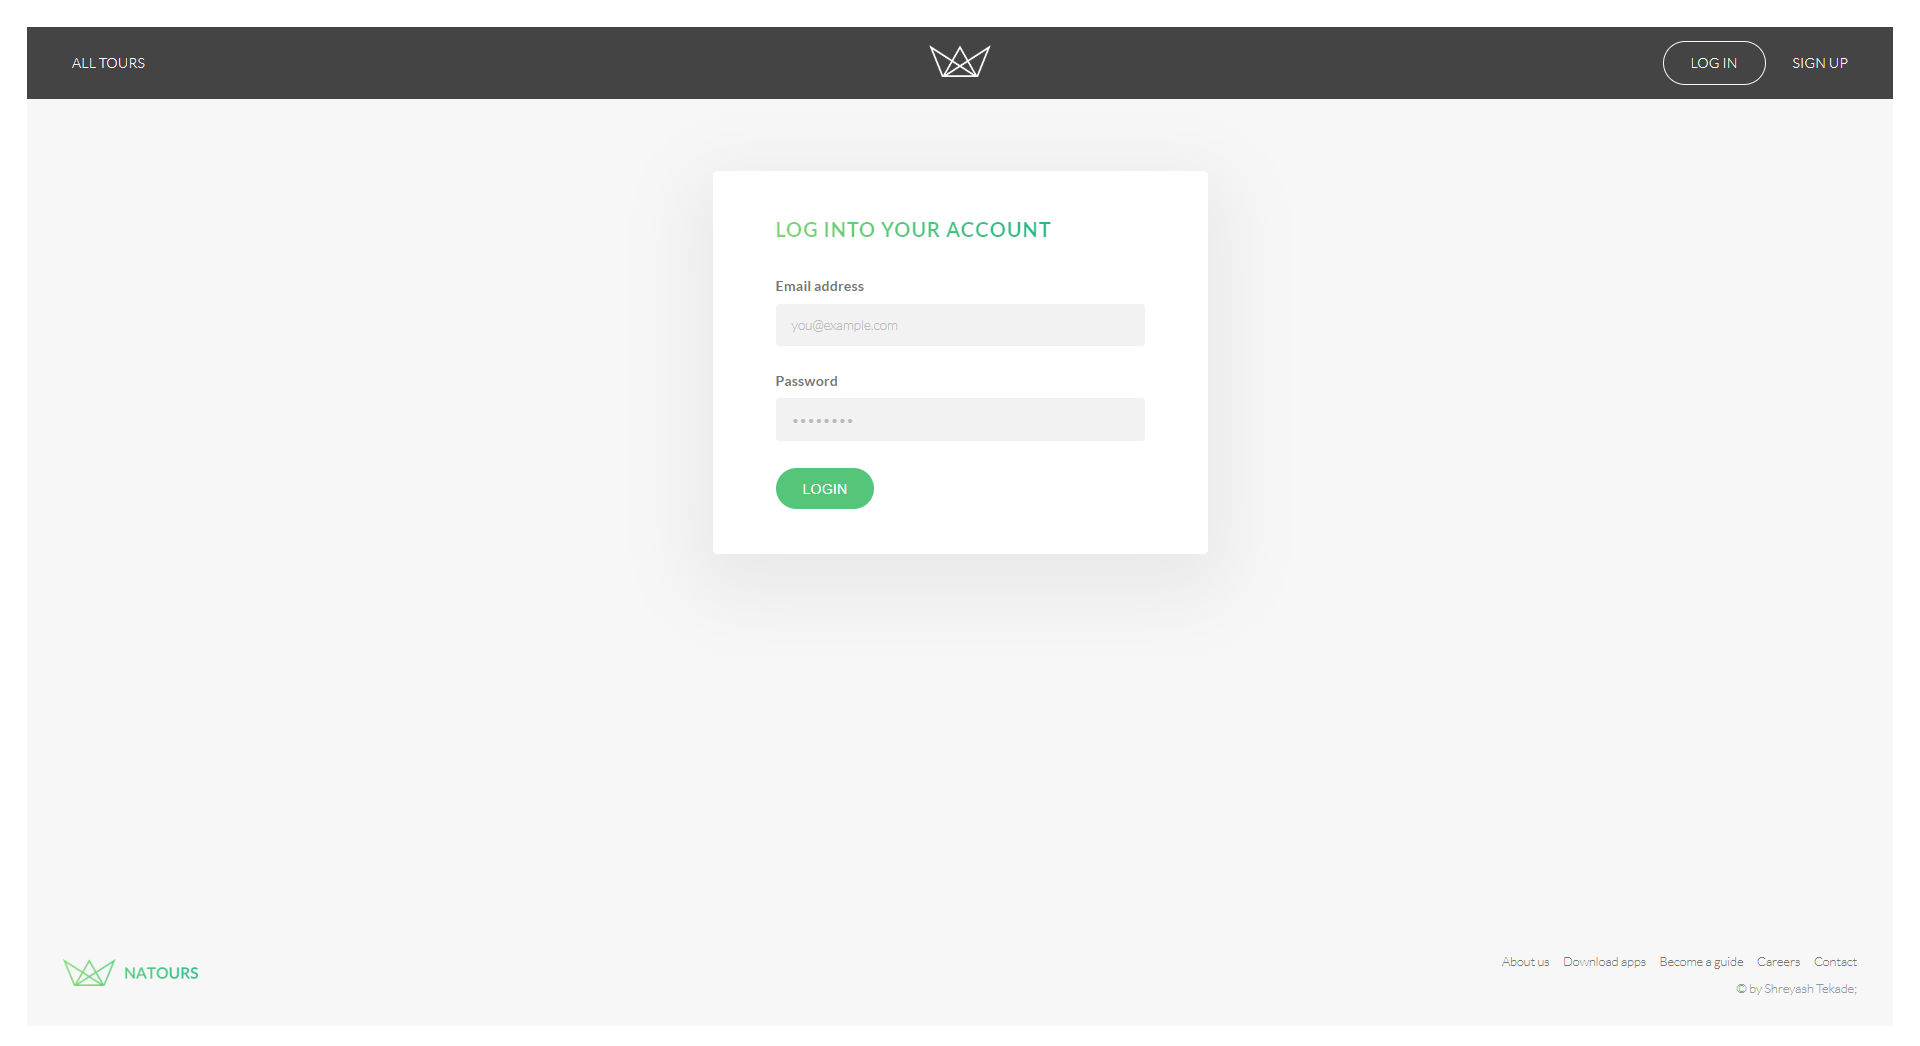 ALL TOURS
LOG IN
SIGN UP
LOG INTO YOUR ACCOUNT
Email address
you@example.com
Password
••••••••
LOGIN
NATOURS
About us Download apps Become a guide Careers Contact
© by Shreyash Tekade;